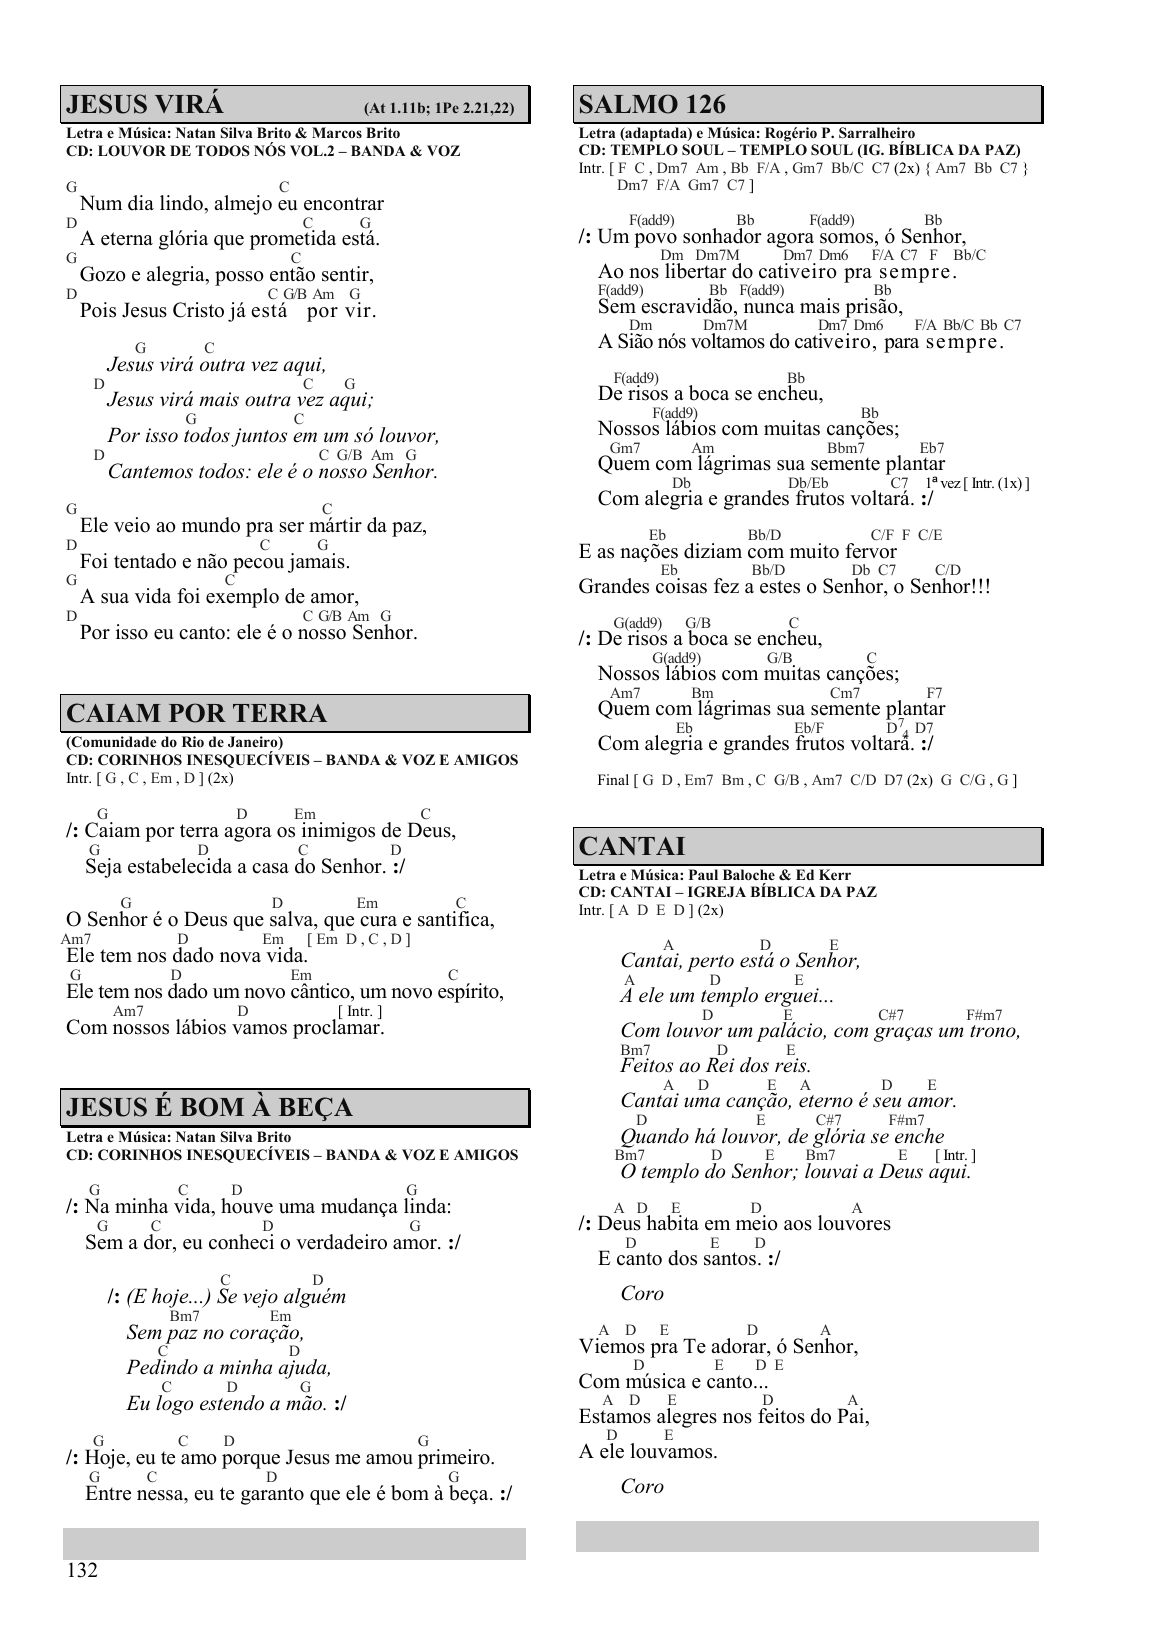 JESUS VIRÁ (At 1.11b; 1Pe 2.21,22)
Letra e Música: Natan Silva Brito & Marcos Brito
CD: LOUVOR DE TODOS NÓS VOL.2 – BANDA & VOZ
G C
Num dia lindo, almejo eu encontrar
D C G
A eterna glória que prometida está.
G C
Gozo e alegria, posso então sentir,
D C G/B Am G
Pois Jesus Cristo já está por vir.
G C
Jesus virá outra vez aqui,
D C G
Jesus virá mais outra vez aqui;
G C
Por isso todos juntos em um só louvor,
D C G/B Am G
Cantemos todos: ele é o nosso Senhor.
G C
Ele veio ao mundo pra ser mártir da paz,
D C G
Foi tentado e não pecou jamais.
G C
A sua vida foi exemplo de amor,
D C G/B Am G
Por isso eu canto: ele é o nosso Senhor.
CAIAM POR TERRA
(Comunidade do Rio de Janeiro)
CD: CORINHOS INESQUECÍVEIS – BANDA & VOZ E AMIGOS
Intr. [ G , C , Em , D ] (2x)
G D Em C
/: Caiam por terra agora os inimigos de Deus,
G D C D
Seja estabelecida a casa do Senhor. :/
G D Em C
O Senhor é o Deus que salva, que cura e santifica,
Am7 D Em [ Em D , C , D ]
Ele tem nos dado nova vida.
G D Em C
Ele tem nos dado um novo cântico, um novo espírito,
Am7 D [ Intr. ]
Com nossos lábios vamos proclamar.
JESUS É BOM À BEÇA
Letra e Música: Natan Silva Brito
CD: CORINHOS INESQUECÍVEIS – BANDA & VOZ E AMIGOS
G C D G
/: Na minha vida, houve uma mudança linda:
G C D G
Sem a dor, eu conheci o verdadeiro amor. :/
C D
/: (E hoje...) Se vejo alguém
Bm7 Em
Sem paz no coração,
C D
Pedindo a minha ajuda,
C D G
Eu logo estendo a mão. :/
G C D G
/: Hoje, eu te amo porque Jesus me amou primeiro.
G C D G
Entre nessa, eu te garanto que ele é bom à beça. :/
132
SALMO 126
Letra (adaptada) e Música: Rogério P. Sarralheiro
CD: TEMPLO SOUL – TEMPLO SOUL (IG. BÍBLICA DA PAZ)
Intr. [ F C , Dm7 Am , Bb F/A , Gm7 Bb/C C7 (2x) { Am7 Bb C7 }
Dm7 F/A Gm7 C7 ]
F(add9) Bb F(add9) Bb
/: Um povo sonhador agora somos, ó Senhor,
Dm Dm7M Dm7 Dm6 F/A C7 F Bb/C
Ao nos libertar do cativeiro pra sempre.
F(add9) Bb F(add9) Bb
Sem escravidão, nunca mais prisão,
Dm Dm7M Dm7 Dm6 F/A Bb/C Bb C7
A Sião nós voltamos do cativeiro, para sempre.
F(add9) Bb
De risos a boca se encheu,
F(add9) Bb
Nossos lábios com muitas canções;
Gm7 Am Bbm7 Eb7
Quem com lágrimas sua semente plantar
Db Db/Eb C7 1ª vez [ Intr. (1x) ]
Com alegria e grandes frutos voltará. :/
Eb Bb/D C/F F C/E
E as nações diziam com muito fervor
Eb Bb/D Db C7 C/D
Grandes coisas fez a estes o Senhor, o Senhor!!!
G(add9) G/B C
/: De risos a boca se encheu,
G(add9) G/B C
Nossos lábios com muitas canções;
Am7 Bm Cm7 F7
Quem com lágrimas sua semente plantar
Eb Eb/F D7 4 D7
Com alegria e grandes frutos voltará. :/
Final [ G D , Em7 Bm , C G/B , Am7 C/D D7 (2x) G C/G , G ]
CANTAI
Letra e Música: Paul Baloche & Ed Kerr
CD: CANTAI – IGREJA BÍBLICA DA PAZ
Intr. [ A D E D ] (2x)
A D E
Cantai, perto está o Senhor,
A D E
A ele um templo erguei...
D E C#7 F#m7
Com louvor um palácio, com graças um trono,
Bm7 D E
Feitos ao Rei dos reis.
A D E A D E
Cantai uma canção, eterno é seu amor.
D E C#7 F#m7
Quando há louvor, de glória se enche
Bm7 D E Bm7 E [ Intr. ]
O templo do Senhor; louvai a Deus aqui.
A D E D A
/: Deus habita em meio aos louvores
D E D
E canto dos santos. :/
Coro
A D E D A
Viemos pra Te adorar, ó Senhor,
D E D E
Com música e canto...
A D E D A
Estamos alegres nos feitos do Pai,
D E
A ele louvamos.
Coro